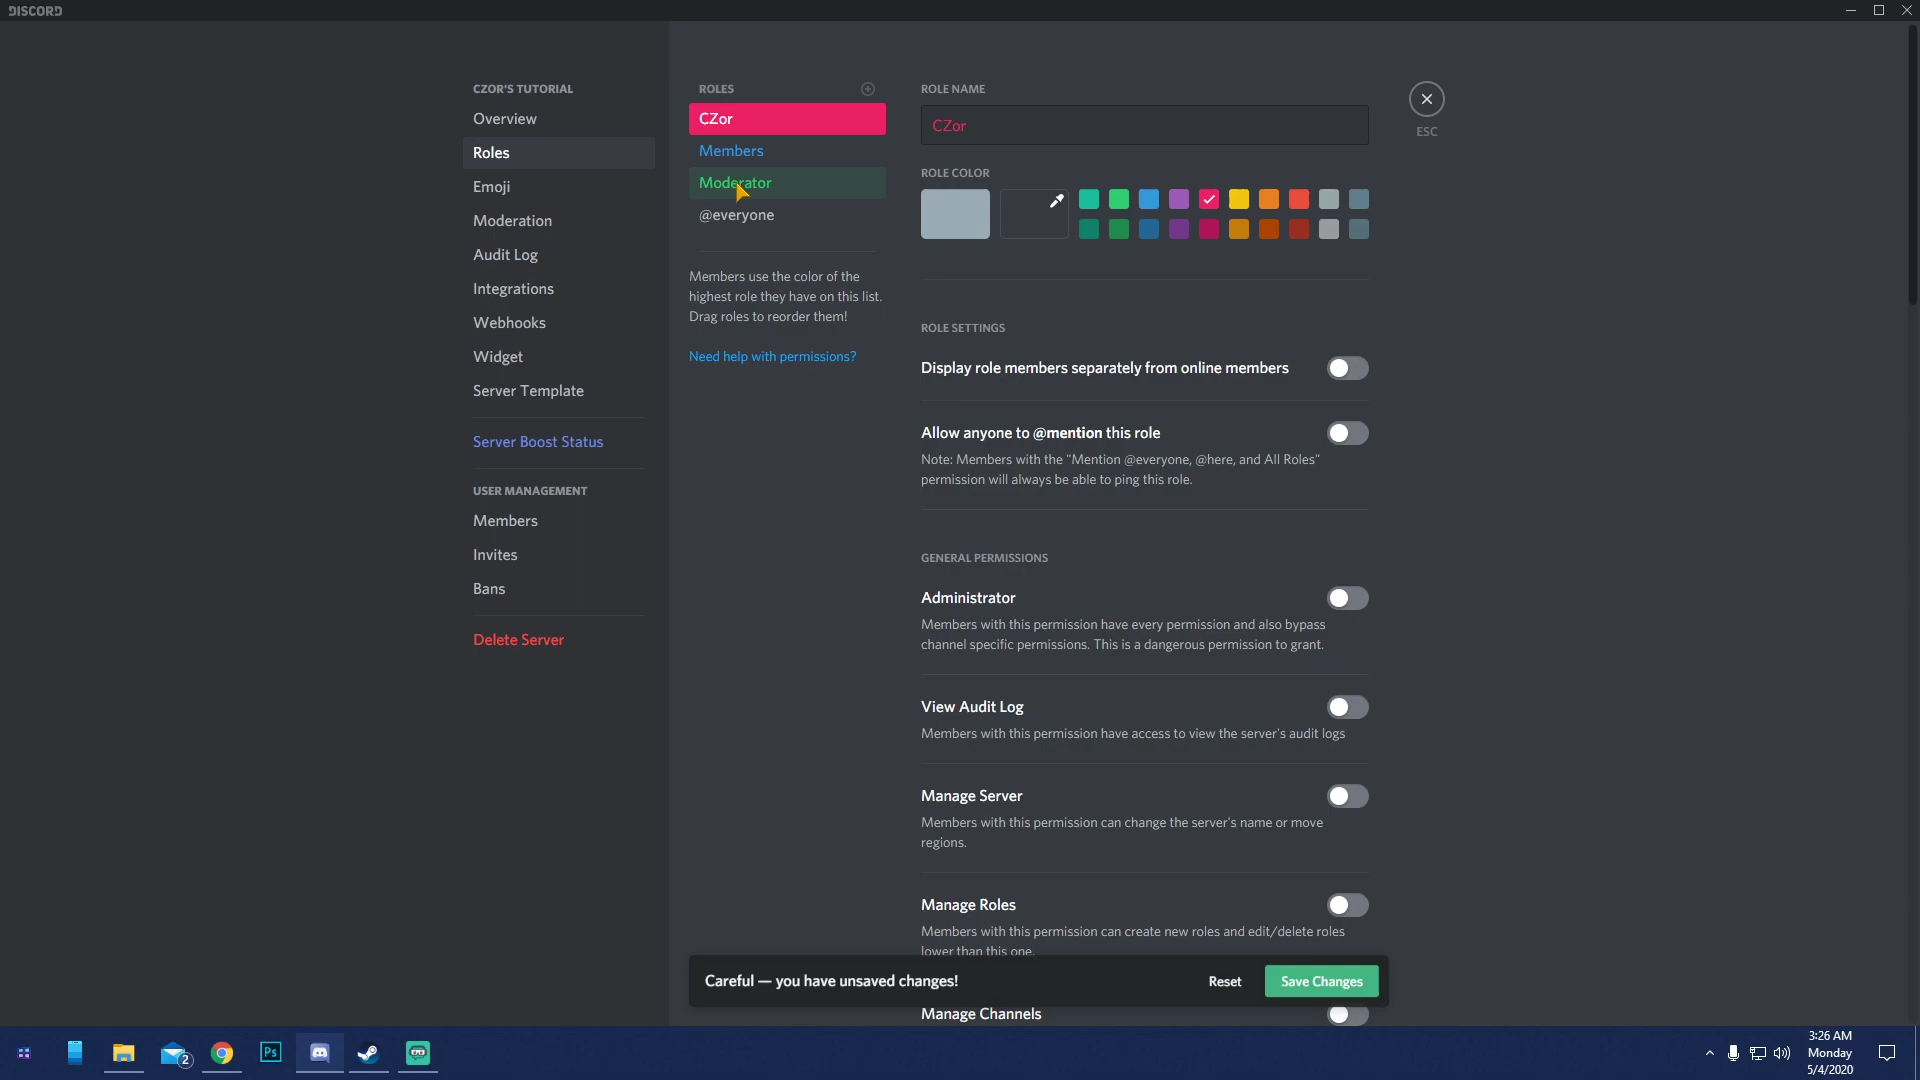 DISCORD
CZOR'S TUTORIAL
Overview
Roles
Emoji
Moderation
Audit Log
Integrations
Webhooks
Widget
Server Template
Server Boost Status
USER MANAGEMENT
Members
Invites
Bans
Delete Server
ROLES
CZor
Members
Moderator
@everyone
Members use the color of the
highest role they have on this list.
Drag roles to reorder them!
Need help with permissions?
ROLE NAME
CZor
ESC
ROLE COLOR
ROLE SETTINGS
Display role members separately from online members
Allow anyone to @mention this role
Note: Members with the "Mention @everyone, @here, and All Roles"
permission will always be able to ping this role.
GENERAL PERMISSIONS
Administrator
Members with this permission have every permission and also bypass
channel specific permissions. This is a dangerous permission to grant.
View Audit Log
Members with this permission have access to view the server's audit logs
Manage Server
Members with this permission can change the server's name or move
regions.
Manage Roles
Members with this permission can create new roles and edit/delete roles
lower than this one.
Careful — you have unsaved changes!
Reset
Save Changes
Manage Channels
2
Ps
3:26 AM
Monday
5/4/2020